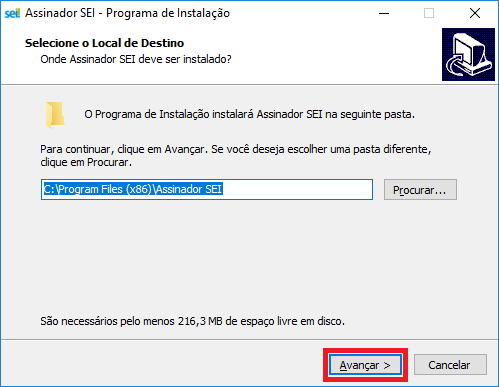 sei! Assinador SEI - Programa de Instalação
Selecione o Local de Destino
Onde Assinador SEI deve ser instalado?
O Programa de Instalação instalará Assinador SEI na seguinte pasta.
Para continuar, clique em Avançar. Se você deseja escolher uma pasta diferente,
clique em Procurar.
C:\Program Files (x86)\Assinador SEI
Procurar...
São necessários pelo menos 216,3 MB de espaço livre em disco.
Avançar >
Cancelar